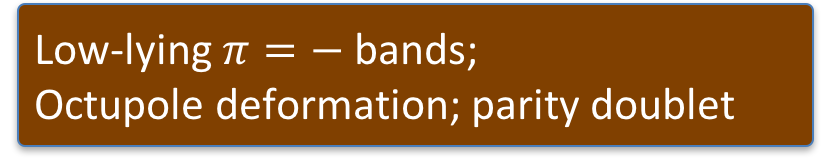 Low-lying 𝜋 = − bands;
Octupole deformation; parity doublet